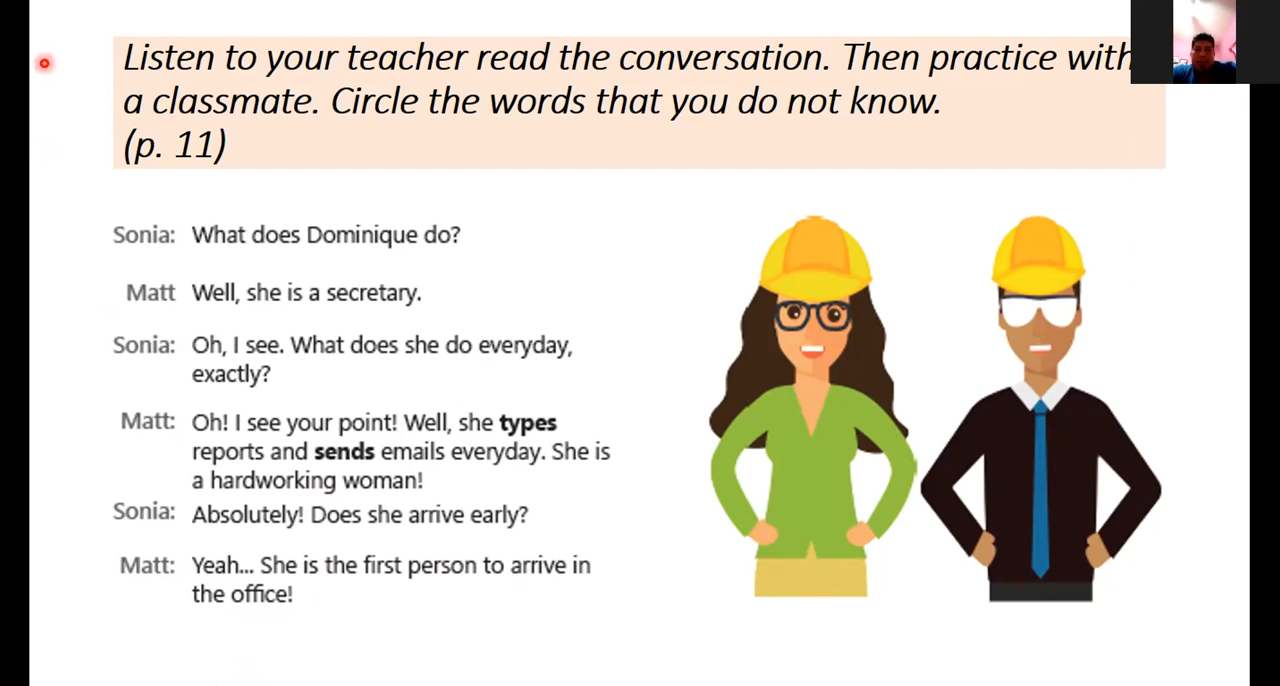 Listen to your teacher read the conversation. Then practice with
a classmate. Circle the words that you do not know.
(p. 11)
Sonia: What does Dominique do?
Matt Well, she is a secretary.
Sonia: Oh, I see. What does she do everyday,
exactly?
Matt: Oh! I see your point! Well, she types
reports and sends emails everyday. She is
a hardworking woman!
Sonia: Absolutely! Does she arrive early?
Matt: Yeah... She is the first person to arrive in
the office!